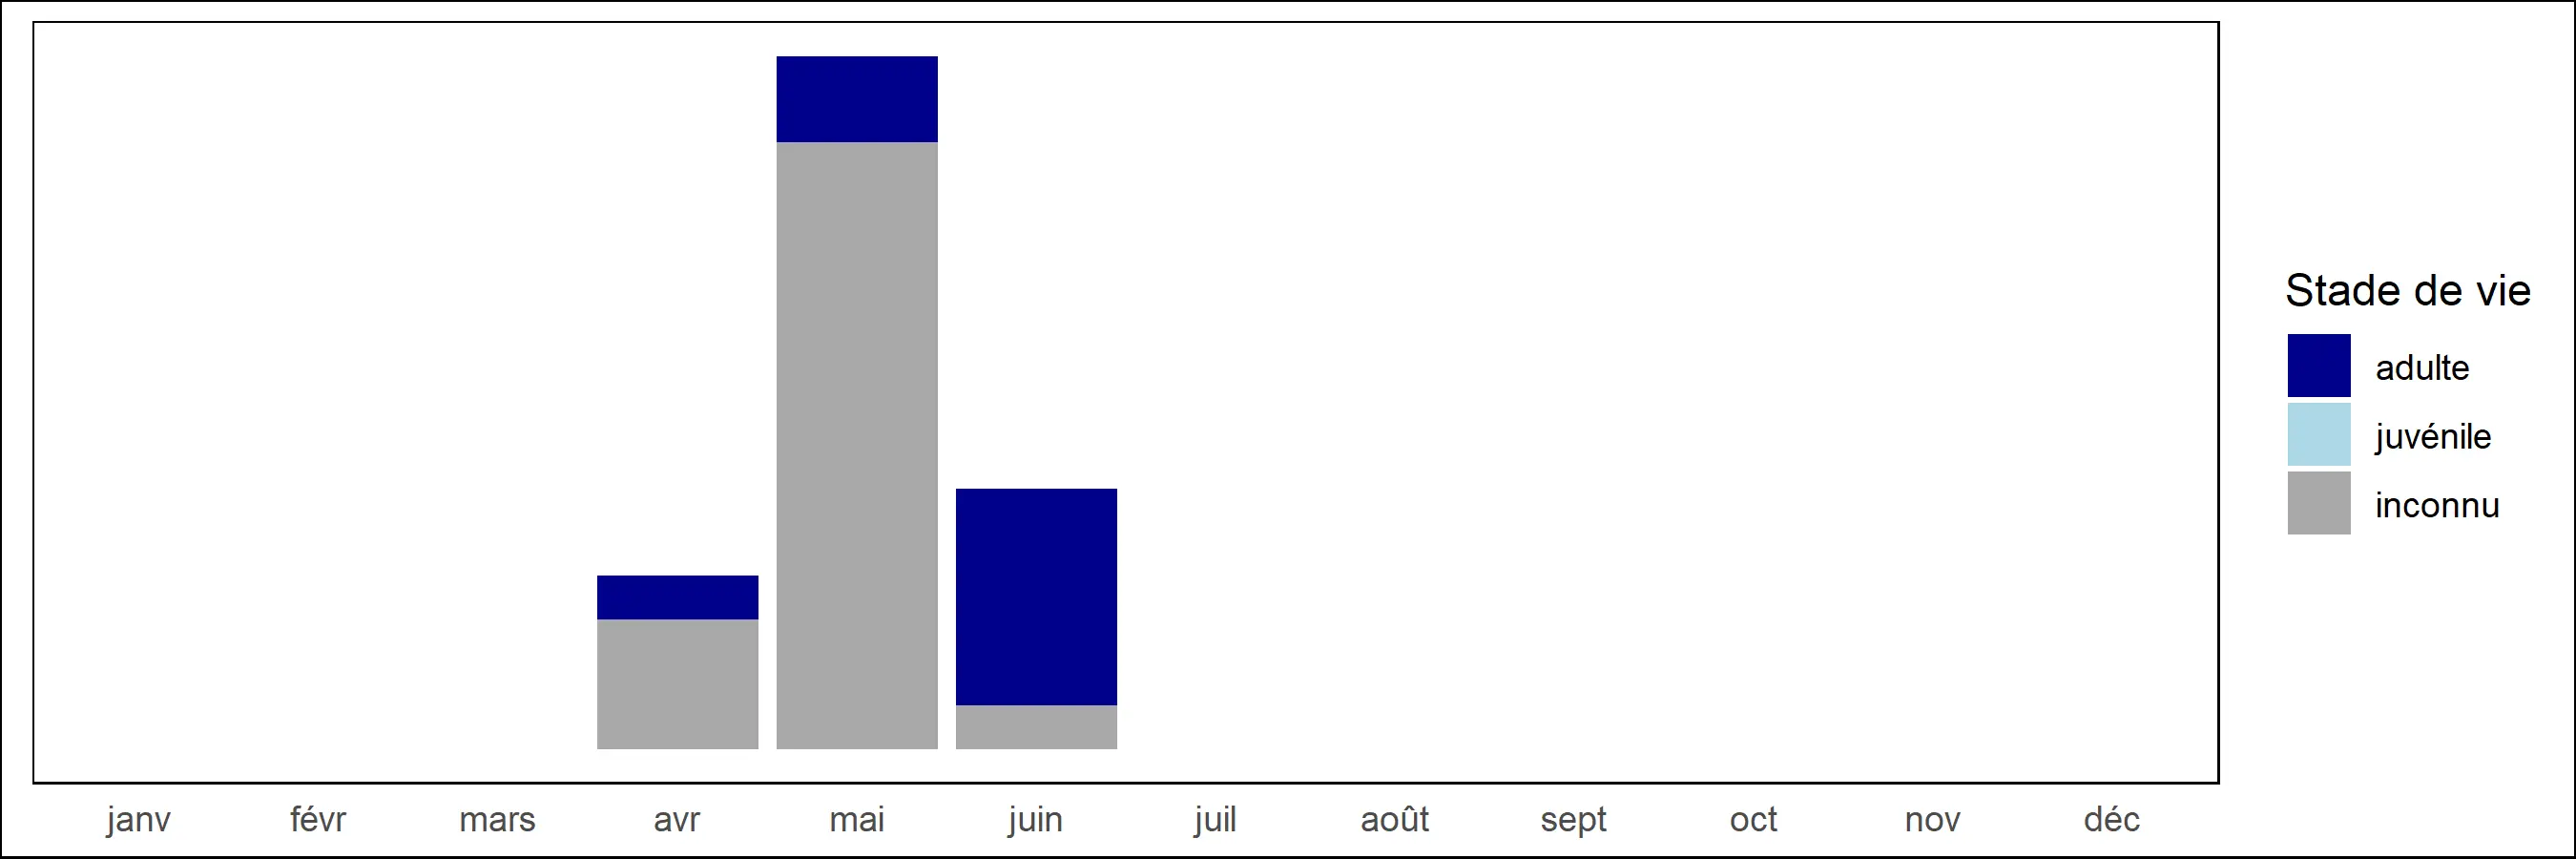 Stade de vie
adulte
juvénile
inconnu
janv févr mars avr mai juin juil août sept oct nov déc